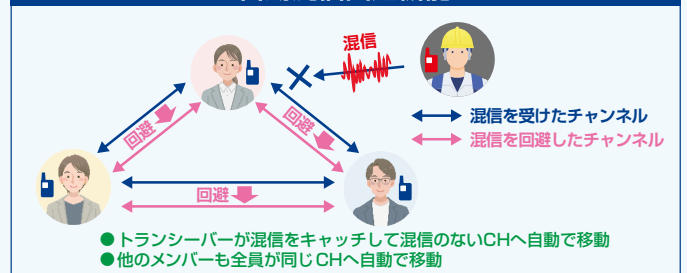 混信
回避
回避
回避
混信を受けたチャンネル
混信を回避したチャンネル
●トランシーバーが混信をキャッチして混信のないCHへ自動で移動
●他のメンバーも全員が同じCHへ自動で移動